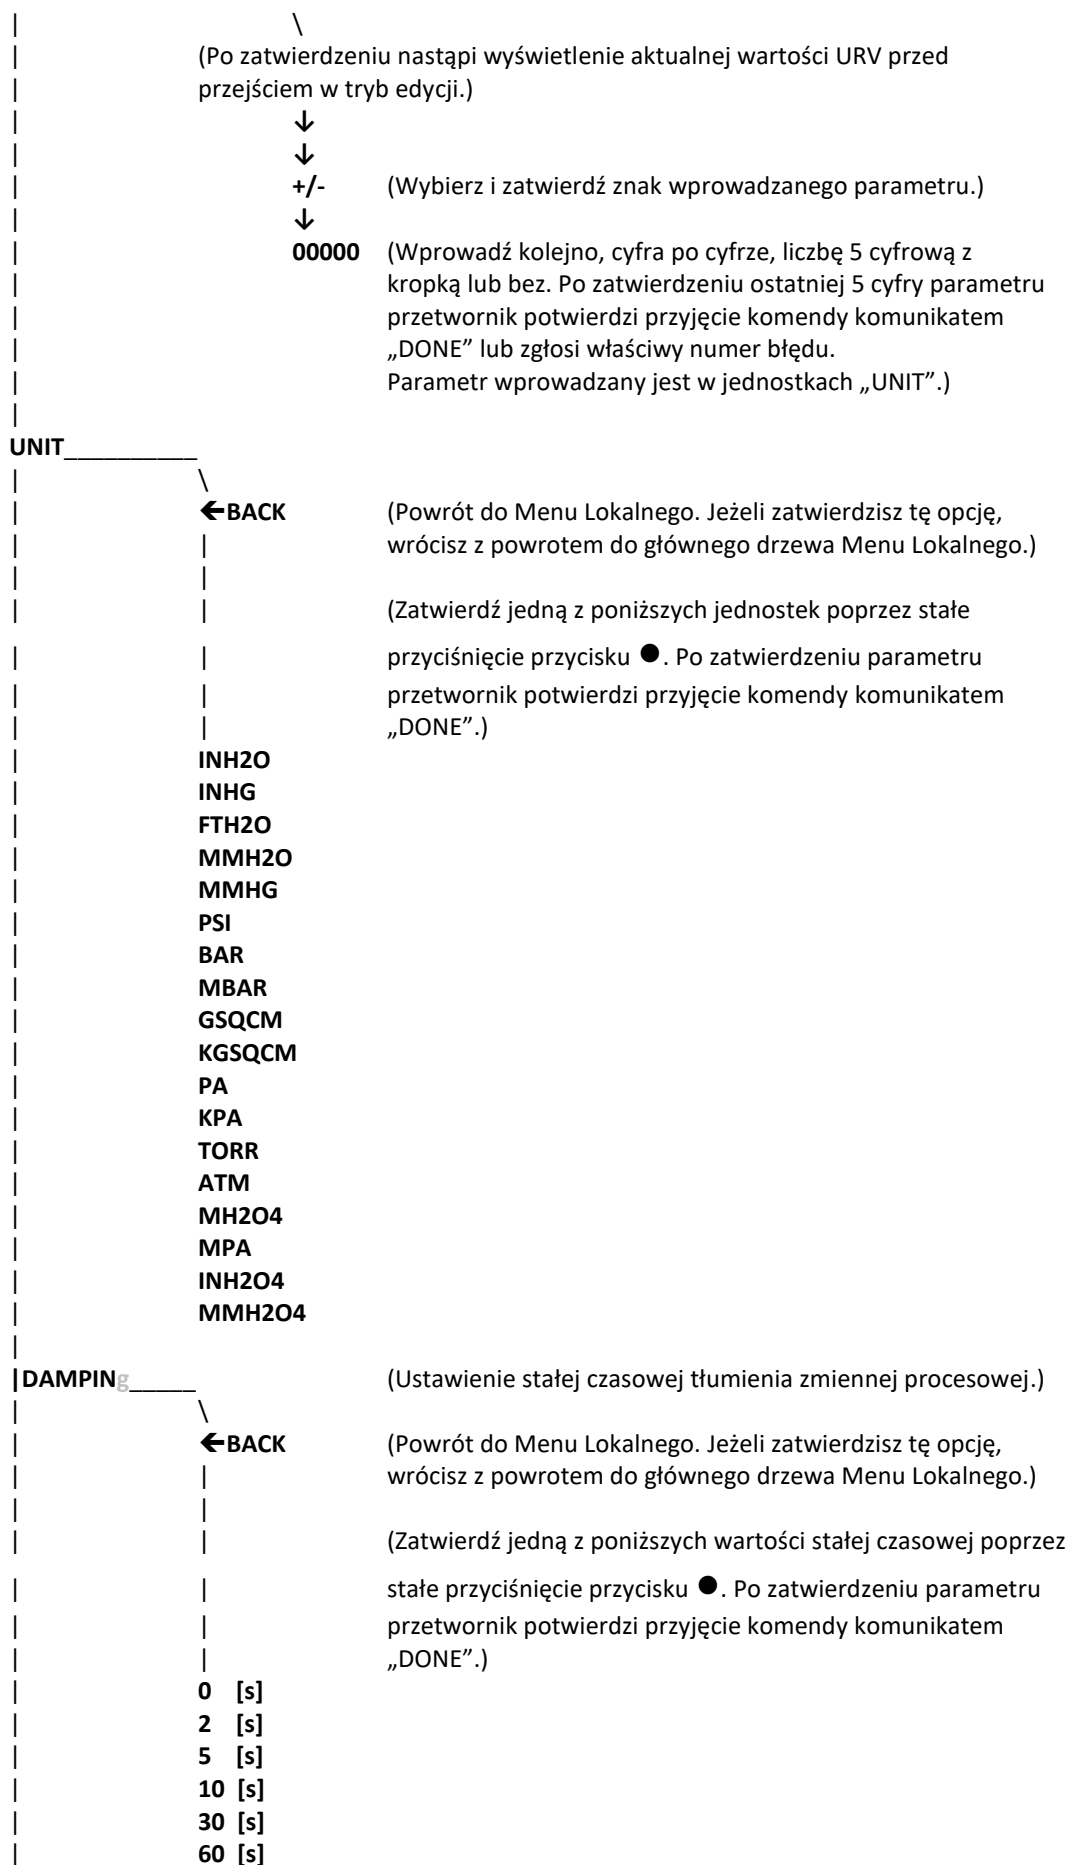 (Po zatwierdzeniu nastąpi wyświetlenie aktualnej wartości URV przed
przejściem w tryb edycji.)
↓
↓
+/- (Wybierz i zatwierdź znak wprowadzanego parametru.)
↓
00000 (Wprowadź kolejno, cyfra po cyfrze, liczbę 5 cyfrową z
kropką lub bez. Po zatwierdzeniu ostatniej 5 cyfry parametru
przetwornik potwierdzi przyjęcie komendy komunikatem
„DONE” lub zgłosi właściwy numer błędu.
Parametr wprowadzany jest w jednostkach „UNIT”.)
UNIT__________
←BACK (Powrót do Menu Lokalnego. Jeżeli zatwierdzisz tę opcję,
wrócisz z powrotem do głównego drzewa Menu Lokalnego.)
(Zatwierdź jedną z poniższych jednostek poprzez stałe
przyciśnięcie przycisku ●. Po zatwierdzeniu parametru
przetwornik potwierdzi przyjęcie komendy komunikatem
„DONE”.)
INH2O
INHG
FTH2O
MMH2O
MMHG
PSI
BAR
MBAR
GSQCM
KGSQCM
PA
KPA
TORR
ATM
MH2O4
MPA
INH2O4
MMH2O4
|DAMPINg_____ (Ustawienie stałej czasowej tłumienia zmiennej procesowej.)
←BACK (Powrót do Menu Lokalnego. Jeżeli zatwierdzisz tę opcję,
wrócisz z powrotem do głównego drzewa Menu Lokalnego.)
(Zatwierdź jedną z poniższych wartości stałej czasowej poprzez
stałe przyciśnięcie przycisku ●. Po zatwierdzeniu parametru
przetwornik potwierdzi przyjęcie komendy komunikatem
„DONE”.)
0 [s]
2 [s]
5 [s]
10 [s]
30 [s]
60 [s]